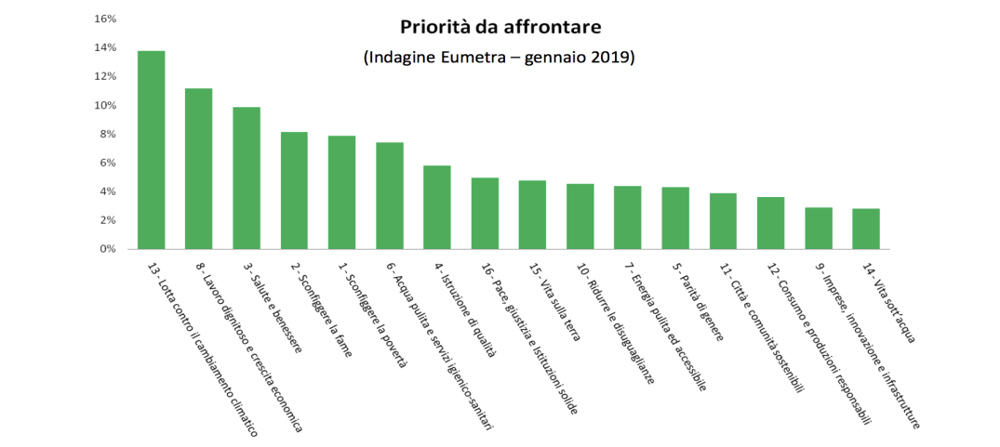 Priorità da affrontare
(Indagine Eumetra – gennaio 2019)
16%
14%
12%
10%
8%
6%
4%
2%
0%
13 - Lotta contro il cambiamento climatico
8 - Lavoro dignitoso e crescita economica
3 - Salute e benessere
2 - Sconfiggere la fame
1 - Sconfiggere la povertà
6 - Acqua pulita e servizi igienico-sanitari
4 - Istruzione di qualità
16 - Pace, giustizia e Istituzioni solide
15 - Vita sulla terra
10 - Ridurre le disuguaglianze
7 - Energia pulita ed accessibile
5 - Parità di genere
11 - Città e comunità sostenibili
12 - Consumo e produzioni responsabili
9 - Imprese, innovazione e infrastrutture
14 - Vita sott'acqua